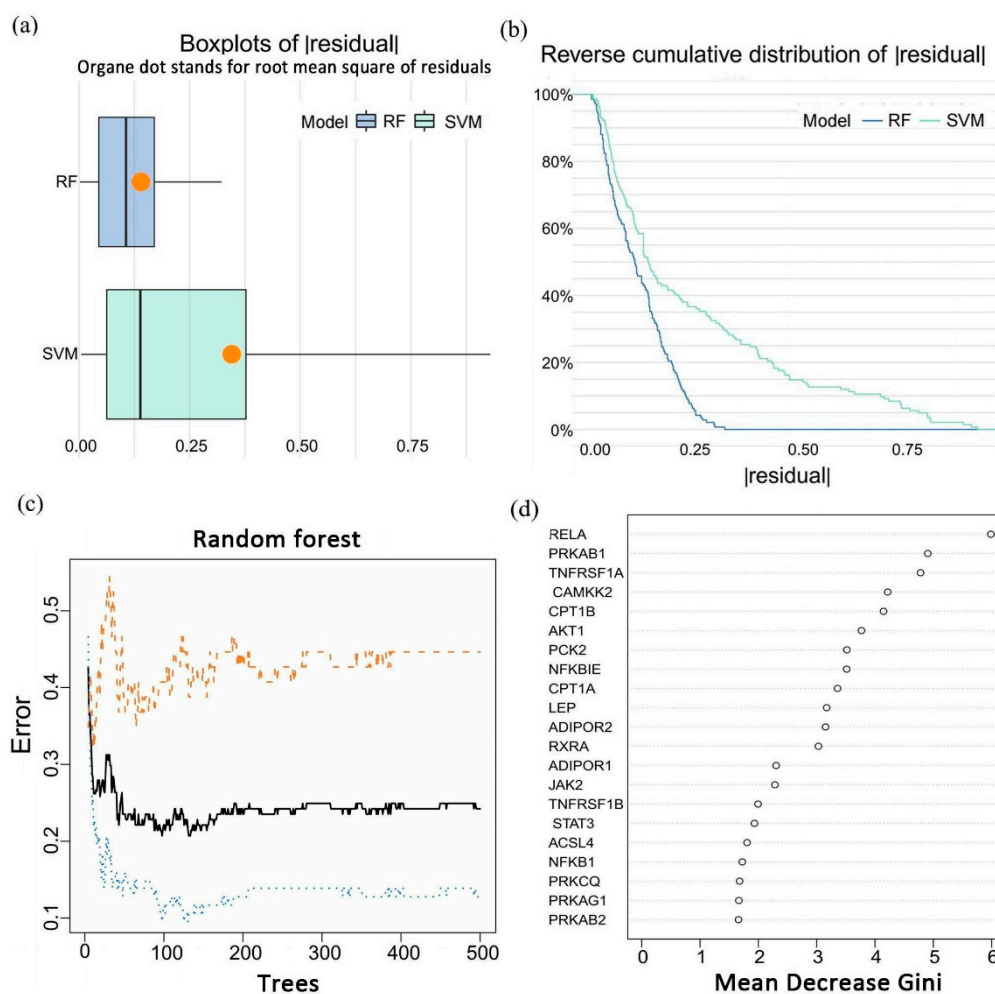 (a)
Boxplots of |residual|
Organe dot stands for root mean square of residuals
Model RF SVM
RF
SVM
0.00 0.25 0.50 0.75
(b)
Reverse cumulative distribution of |residual|
Model RF SVM
100%
80%
60%
40%
20%
0%
0.00 0.25 0.50 0.75
|residual|
(c)
Random forest
Error
0.5
0.4
0.3
0.2
0.1
0 100 200 300 400 500
Trees
(d)
RELA
PRKAB1
TNFRSF1A
CAMKK2
CPT1B
AKT1
PCK2
NFKBIE
CPT1A
LEP
ADIPOR2
RXRA
ADIPOR1
JAK2
TNFRSF1B
STAT3
ACSL4
NFKB1
PRKCQ
PRKAG1
PRKAB2
0 1 2 3 4 5 6
Mean Decrease Gini